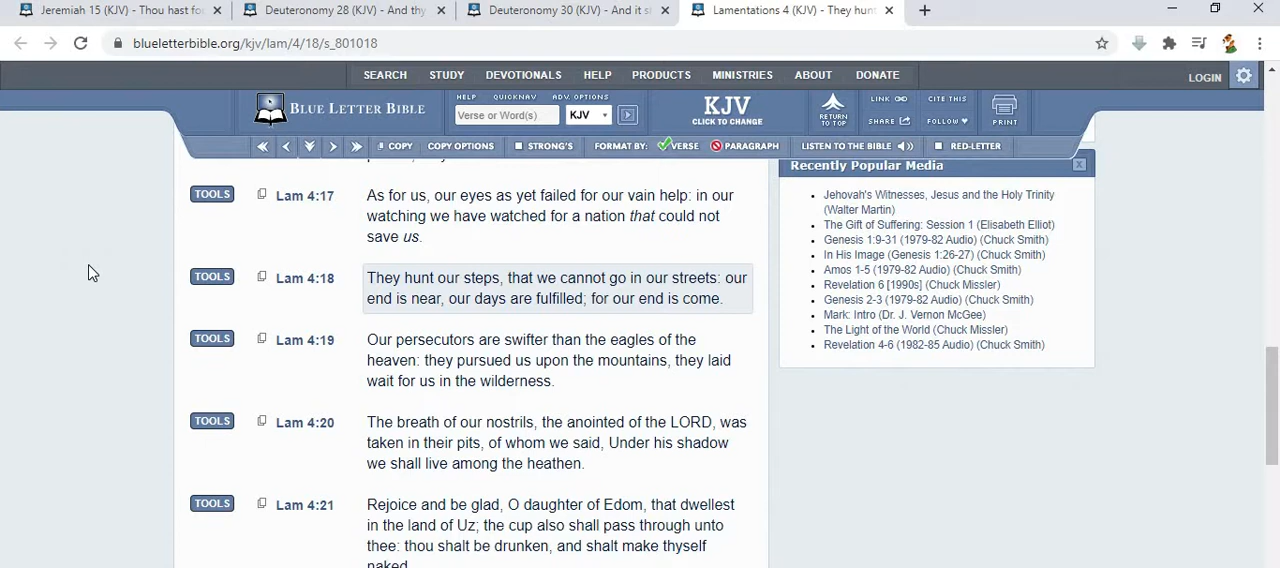 Jeremiah 15 (KJV) - Thou hast fo
Deuteronomy 28 (KJV) - And thy
Deuteronomy 30 (KJV) - And it s
Lamentations 4 (KJV) - They hun
blueletterbible.org/kjv/lam/4/18/s_801018
SEARCH STUDY DEVOTIONALS HELP PRODUCTS MINISTRIES ABOUT DONATE
LOGIN
BLUE LETTER BIBLE
HELP QUICKNAV ADV. OPTIONS
Verse or Word(s) KJV
KJV
CLICK TO CHANGE
RETURN
TO TOP
LINK CITE THIS
SHARE FOLLOW
PRINT
COPY COPY OPTIONS STRONG'S FORMAT BY: VERSE PARAGRAPH LISTEN TO THE BIBLE RED-LETTER
TOOLS Lam 4:17 As for us, our eyes as yet failed for our vain help: in our
watching we have watched for a nation that could not
save us.
TOOLS Lam 4:18 They hunt our steps, that we cannot go in our streets: our
end is near, our days are fulfilled; for our end is come.
TOOLS Lam 4:19 Our persecutors are swifter than the eagles of the
heaven: they pursued us upon the mountains, they laid
wait for us in the wilderness.
TOOLS Lam 4:20 The breath of our nostrils, the anointed of the LORD, was
taken in their pits, of whom we said, Under his shadow
we shall live among the heathen.
TOOLS Lam 4:21 Rejoice and be glad, O daughter of Edom, that dwellest
in the land of Uz; the cup also shall pass through unto
thee: thou shalt be drunken, and shalt make thyself
naked.
Recently Popular Media
Jehovah's Witnesses, Jesus and the Holy Trinity
(Walter Martin)
The Gift of Suffering: Session 1 (Elisabeth Elliot)
Genesis 1:9-31 (1979-82 Audio) (Chuck Smith)
In His Image (Genesis 1:26-27) (Chuck Smith)
Amos 1-5 (1979-82 Audio) (Chuck Smith)
Revelation 6 [1990s] (Chuck Missler)
Genesis 2-3 (1979-82 Audio) (Chuck Smith)
Mark: Intro (Dr. J. Vernon McGee)
The Light of the World (Chuck Missler)
Revelation 4-6 (1982-85 Audio) (Chuck Smith)